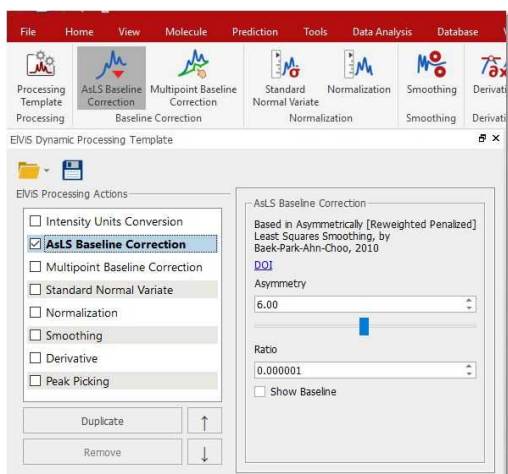 File Home View Molecule Prediction Tools Data Analysis Database
Processing Template
AsLS Baseline Correction
Multipoint Baseline Correction
Standard Normal Variate
Normalization
Smoothing
Processing
Baseline Correction
Normalization
Smoothing
ElViS Dynamic Processing Template
ElViS Processing Actions
Intensity Units Conversion
AsLS Baseline Correction
Multipoint Baseline Correction
Standard Normal Variate
Normalization
Smoothing
Derivative
Peak Picking
Duplicate
Remove
AsLS Baseline Correction
Based in Asymmetrically [Reweighted Penalized]
Least Squares Smoothing, by
Baek-Park-Ahn-Choo, 2010
DOI
Asymmetry
6.00
Ratio
0.000001
Show Baseline